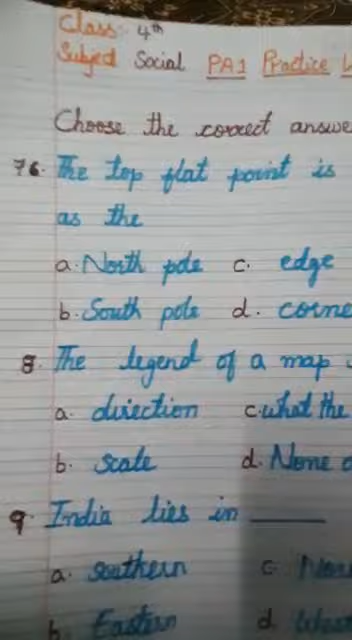 Class: 4th
Subject Social PA1 Practice
Choose the correct answe
76. The top flat point is
as the
a. North pole c. edge
b. South pole d. corne
8. The legend of a map
a. direction c. what the
b. scale d. None o
9. India lies in ______
a. southern c.
b. Eastern d. West